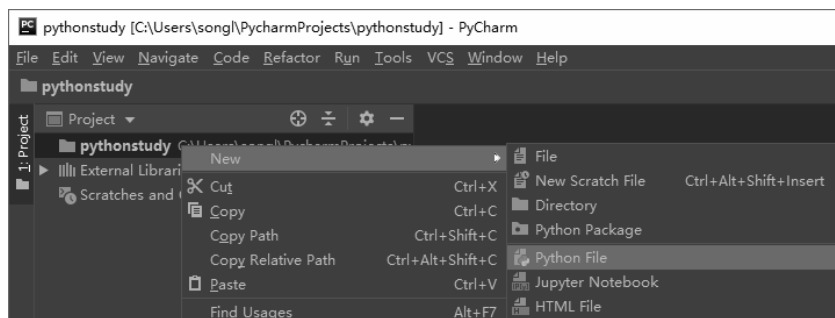 PC pythonstudy [C:\Users\songl\PycharmProjects\pythonstudy] - PyCharm
File Edit View Navigate Code Refactor Run Tools VCS Window Help
pythonstudy
1: Project
Project
pythonstudy
External Librari
Scratches and
New
Cut Ctrl+X
Copy Ctrl+C
Copy Path Ctrl+Shift+C
Copy Relative Path Ctrl+Alt+Shift+C
Paste Ctrl+V
Find Usages Alt+F7
File
New Scratch File Ctrl+Alt+Shift+Insert
Directory
Python Package
Python File
Jupyter Notebook
HTML File